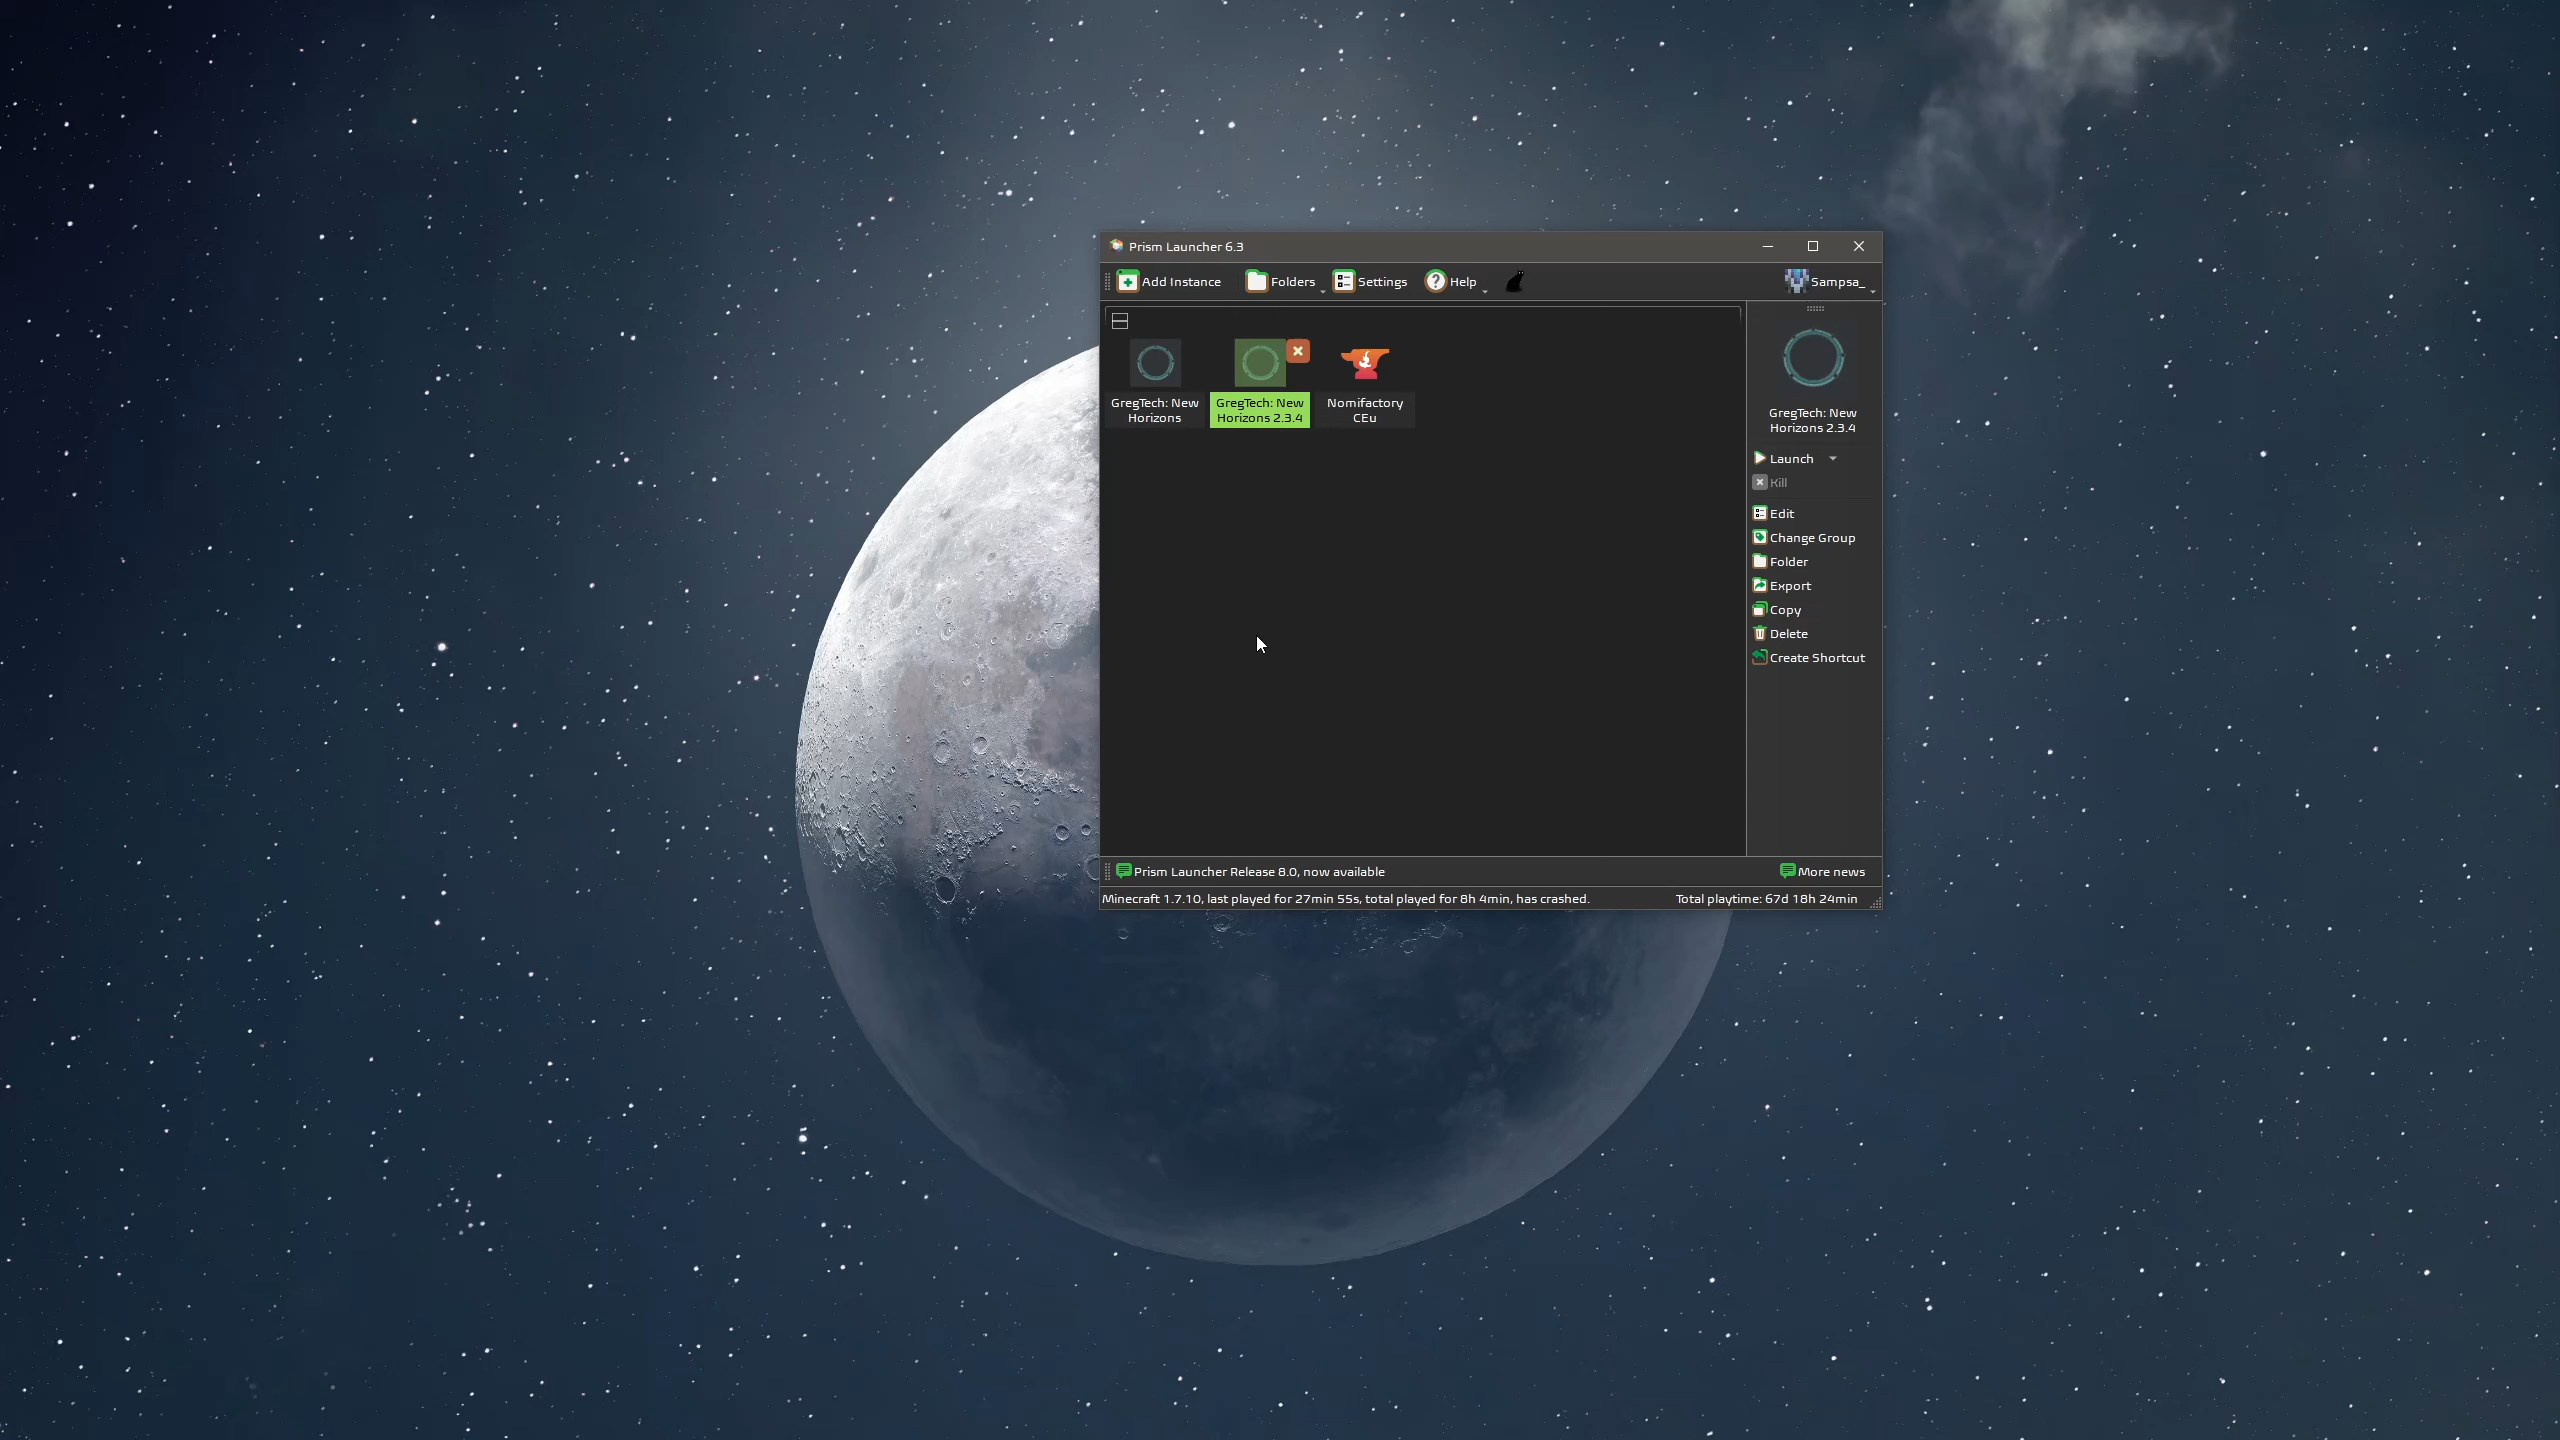 Prism Launcher 6.3
Add Instance
Folders
Settings
Help
Sampsa_
GregTech: New
Horizons
GregTech: New
Horizons 2.3.4
Nomifactory
CEu
GregTech: New
Horizons 2.3.4
Launch
Kill
Edit
Change Group
Folder
Export
Copy
Delete
Create Shortcut
Prism Launcher Release 8.0, now available
More news
Minecraft 1.7.10, last played for 27min 55s, total played for 8h 4min, has crashed.
Total playtime: 67d 18h 24min